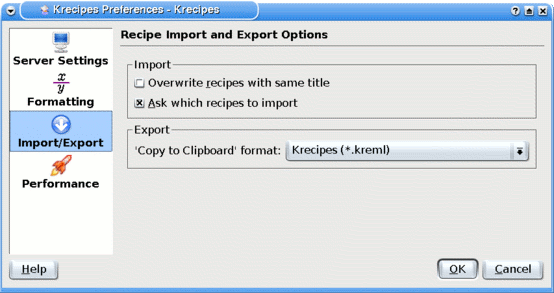 Krecipes Preferences - Krecipes
Server Settings
x
y
Formatting
Import/Export
Performance
Recipe Import and Export Options
Import
Overwrite recipes with same title
Ask which recipes to import
Export
'Copy to Clipboard' format: Krecipes (*.kreml)
Help
OK Cancel